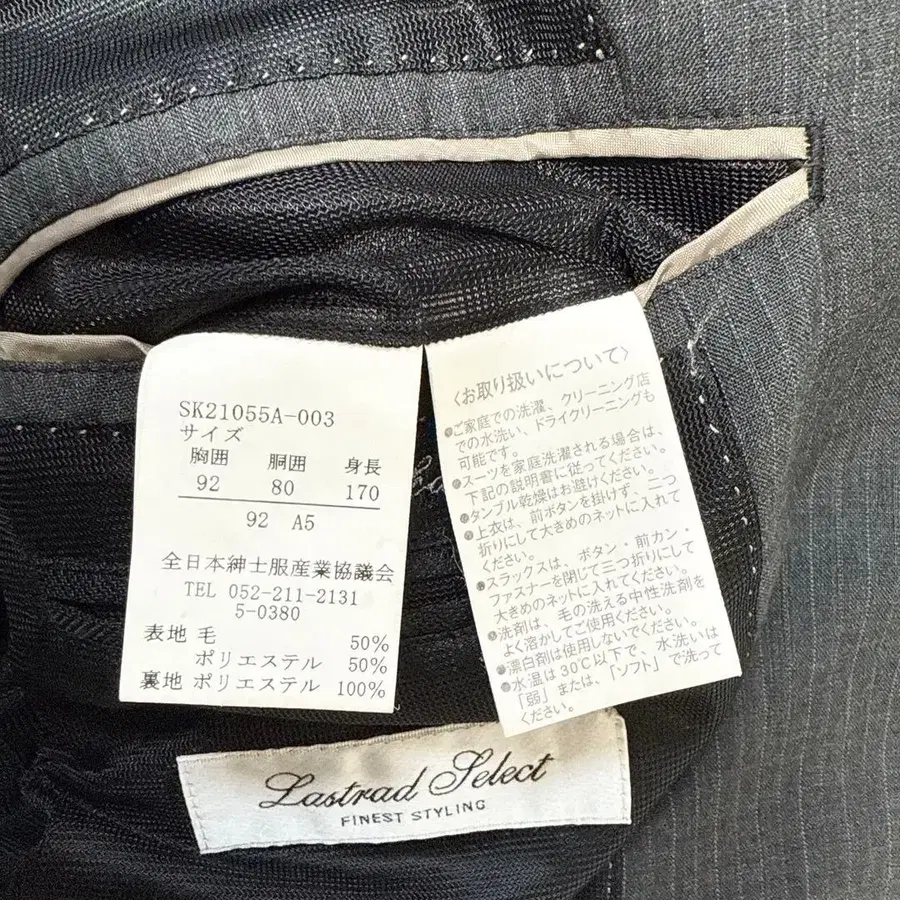 SK21055A-003
サイズ
胸囲 胴囲 身長
92 80 170
92 A5
全日本紳士服産業協議会
TEL 052-211-2131
5-0380
表地 毛 50%
ポリエステル 50%
裏地 ポリエステル 100%
〈お取り扱いについて〉
●ご家庭での洗濯、クリーニング店
での水洗い、ドライクリーニングも
可能です。
●スーツを家庭洗濯される場合は、
下記の説明書に従ってください。
●タンブル乾燥はお避けください。
●上衣は、前ボタンを掛けず、二つ
折りにして大きめのネットに入れて
ください。
●スラックスは、ボタン・前カン・
ファスナーを閉じて三つ折りにして
大きめのネットに入れてください。
●洗剤は、毛の洗える中性洗剤を
よく溶かしてご使用ください。
●漂白剤は使用しないでください。
●水温は30℃以下で、水洗いは
「弱」または、「ソフト」で洗って
ください。
Lastrad Select
FINEST STYLING